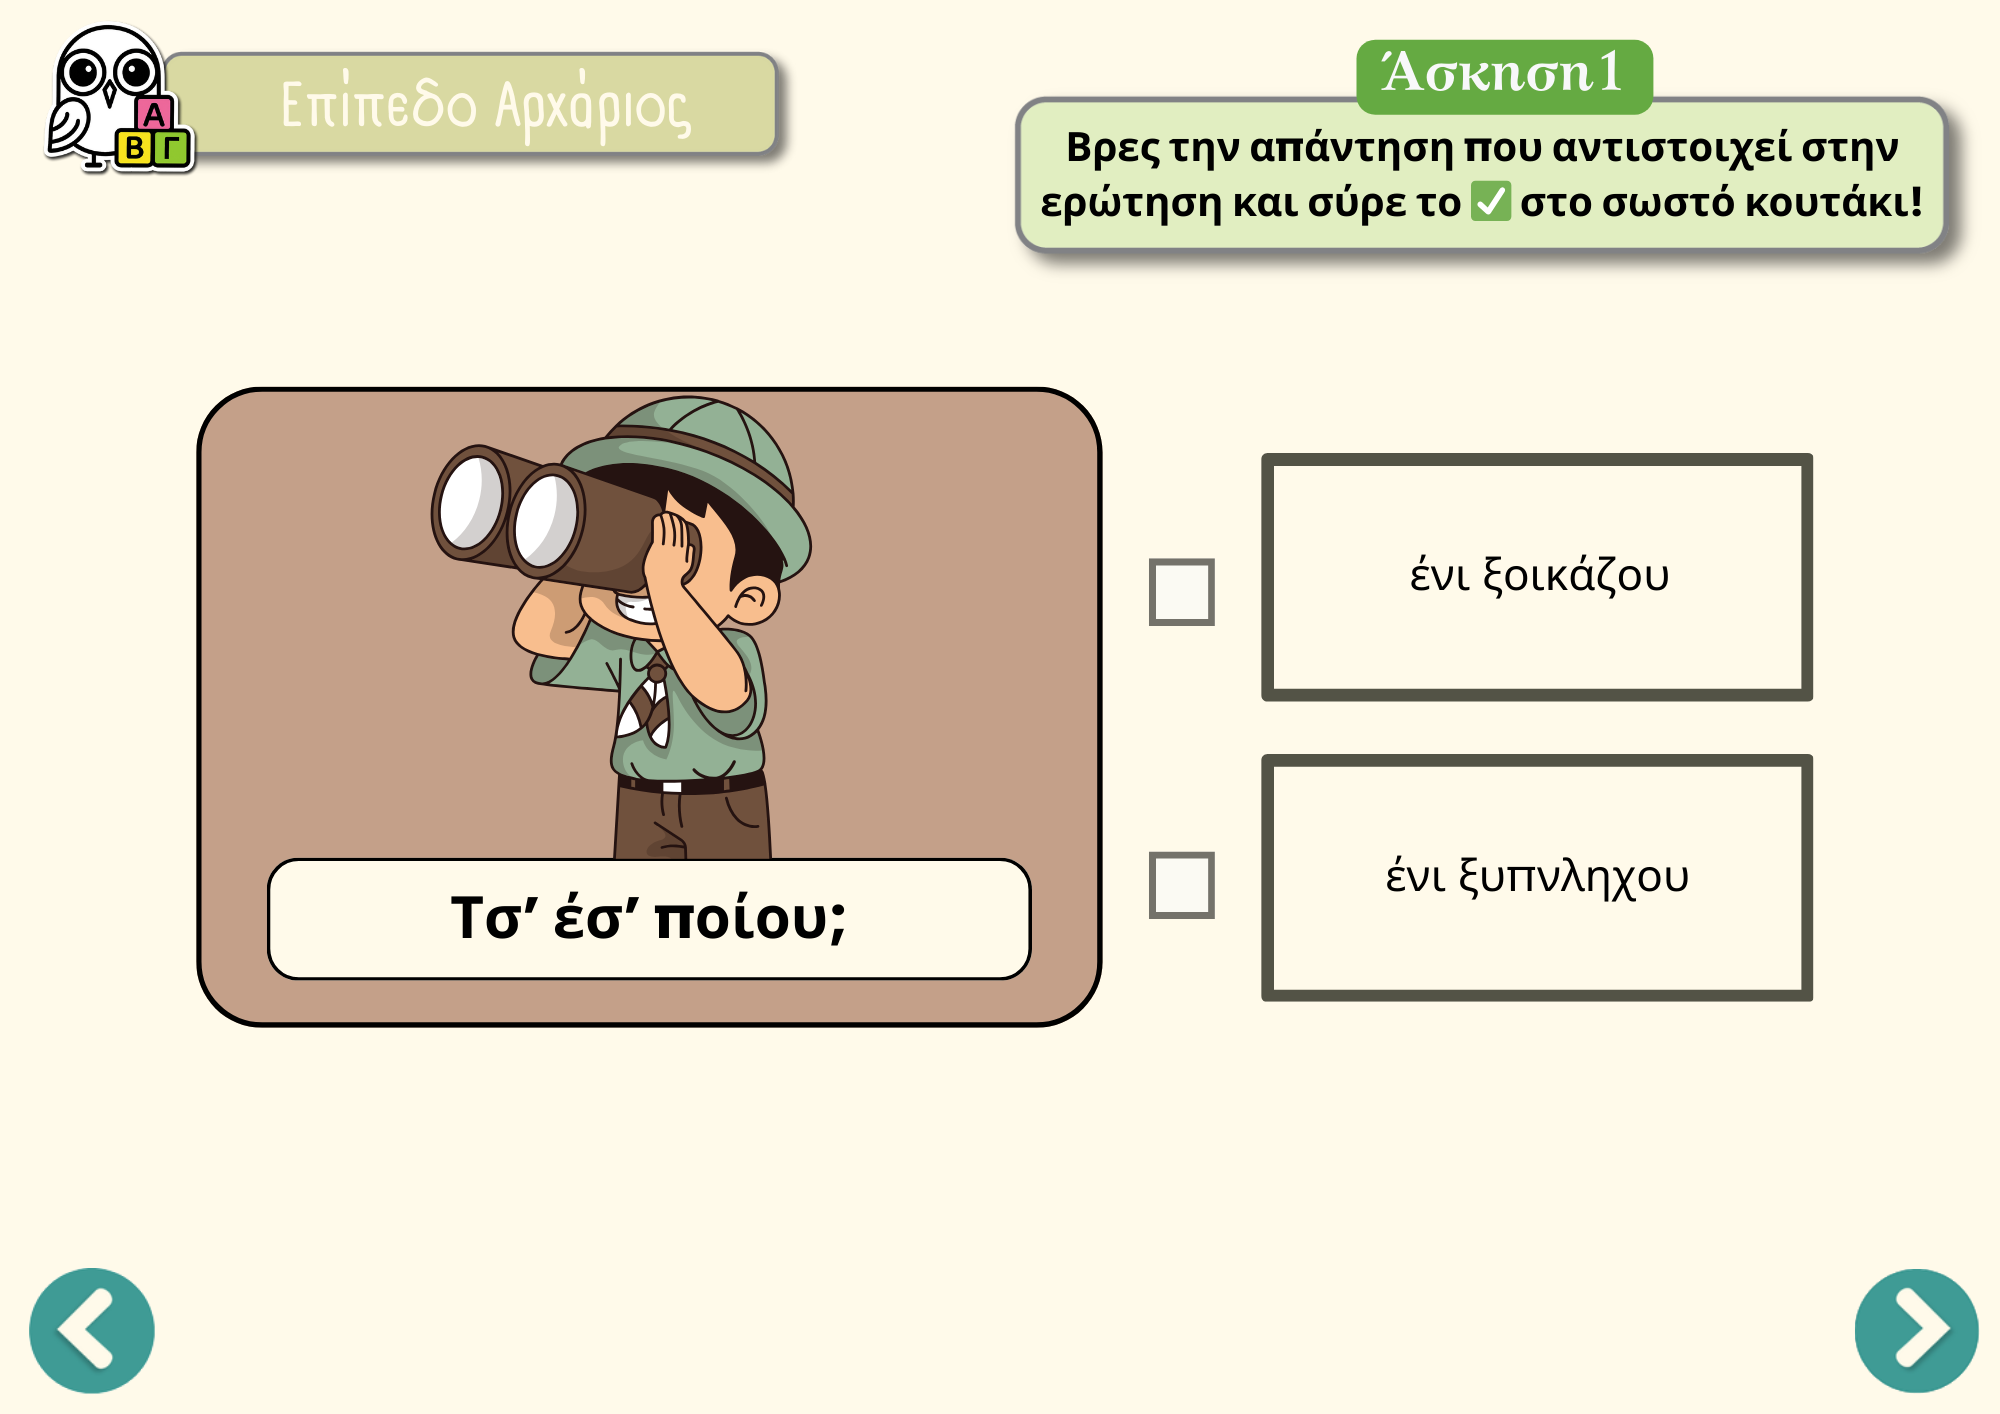 Επίπεδο Αρχάριος
Α
Β Γ
Άσκηση 1
Βρες την απάντηση που αντιστοιχεί στην
ερώτηση και σύρε το ✅ στο σωστό κουτάκι!
Τσ’ έσ’ ποίου;
ένι ξοικάζου
ένι ξυπνληχου